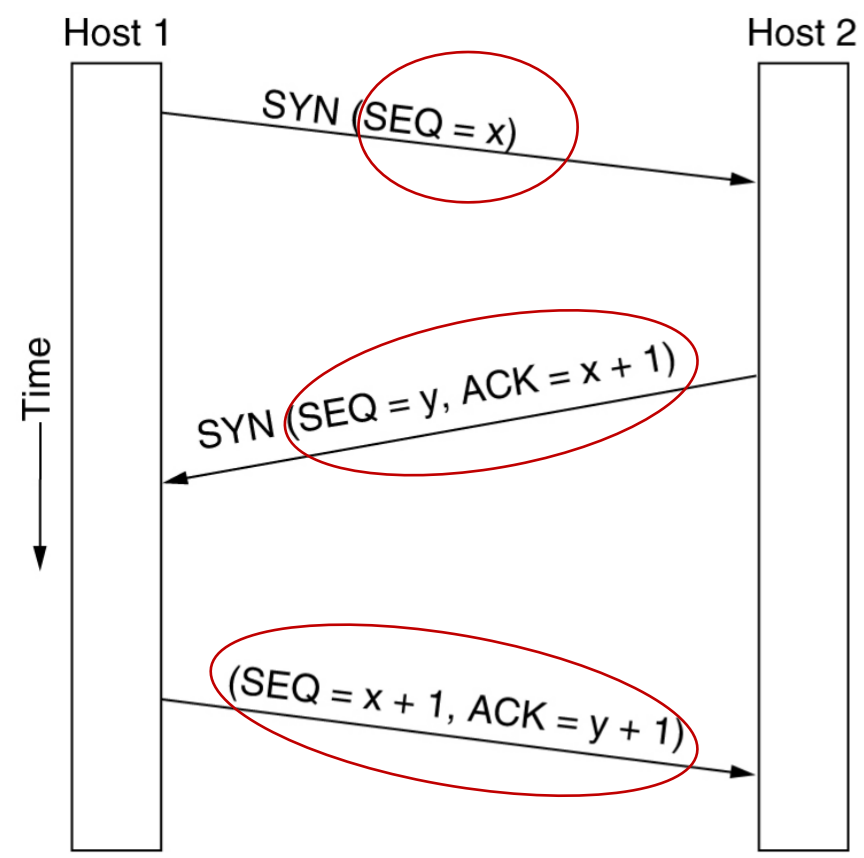 Host 1
Host 2
SYN (SEQ = x)
SYN (SEQ = y, ACK = x + 1)
Time
(SEQ = x + 1, ACK = y + 1)